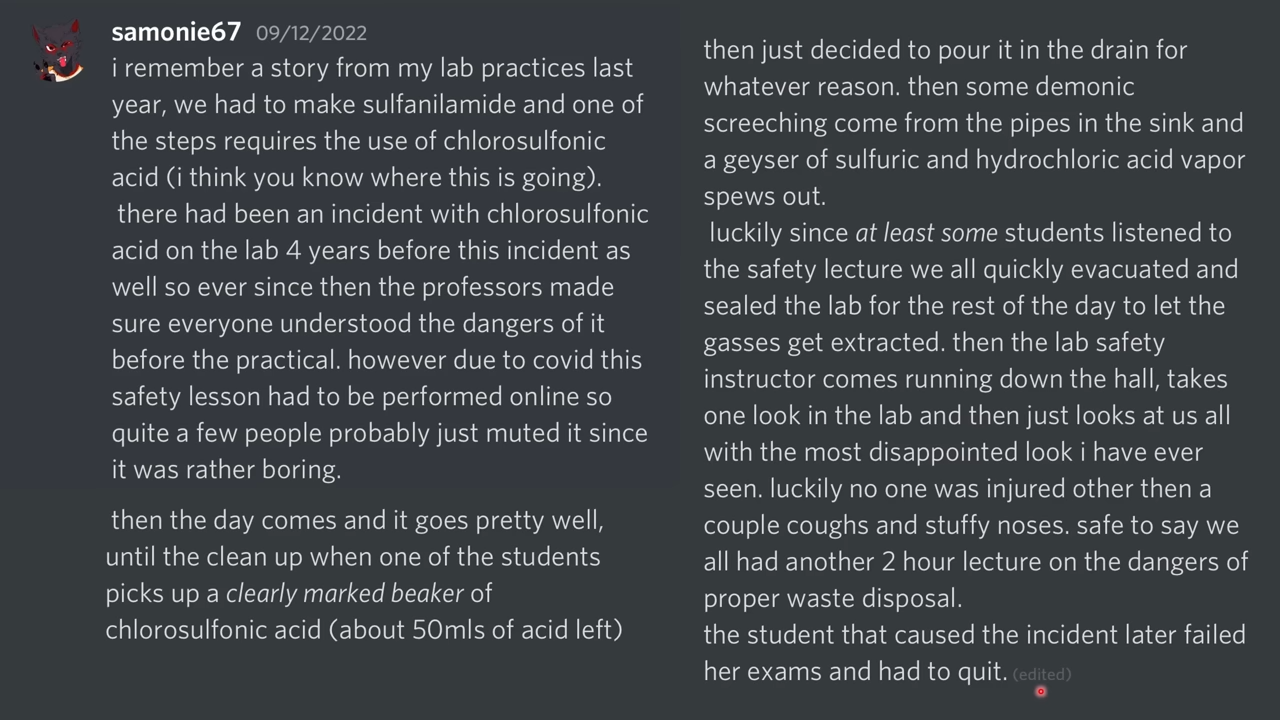 samonie67 09/12/2022
i remember a story from my lab practices last
year, we had to make sulfanilamide and one of
the steps requires the use of chlorosulfonic
acid (i think you know where this is going).
there had been an incident with chlorosulfonic
acid on the lab 4 years before this incident as
well so ever since then the professors made
sure everyone understood the dangers of it
before the practical. however due to covid this
safety lesson had to be performed online so
quite a few people probably just muted it since
it was rather boring.
then the day comes and it goes pretty well,
until the clean up when one of the students
picks up a clearly marked beaker of
chlorosulfonic acid (about 50mls of acid left)
then just decided to pour it in the drain for
whatever reason. then some demonic
screeching come from the pipes in the sink and
a geyser of sulfuric and hydrochloric acid vapor
spews out.
luckily since at least some students listened to
the safety lecture we all quickly evacuated and
sealed the lab for the rest of the day to let the
gasses get extracted. then the lab safety
instructor comes running down the hall, takes
one look in the lab and then just looks at us all
with the most disappointed look i have ever
seen. luckily no one was injured other then a
couple coughs and stuffy noses. safe to say we
all had another 2 hour lecture on the dangers of
proper waste disposal.
the student that caused the incident later failed
her exams and had to quit. (edited)